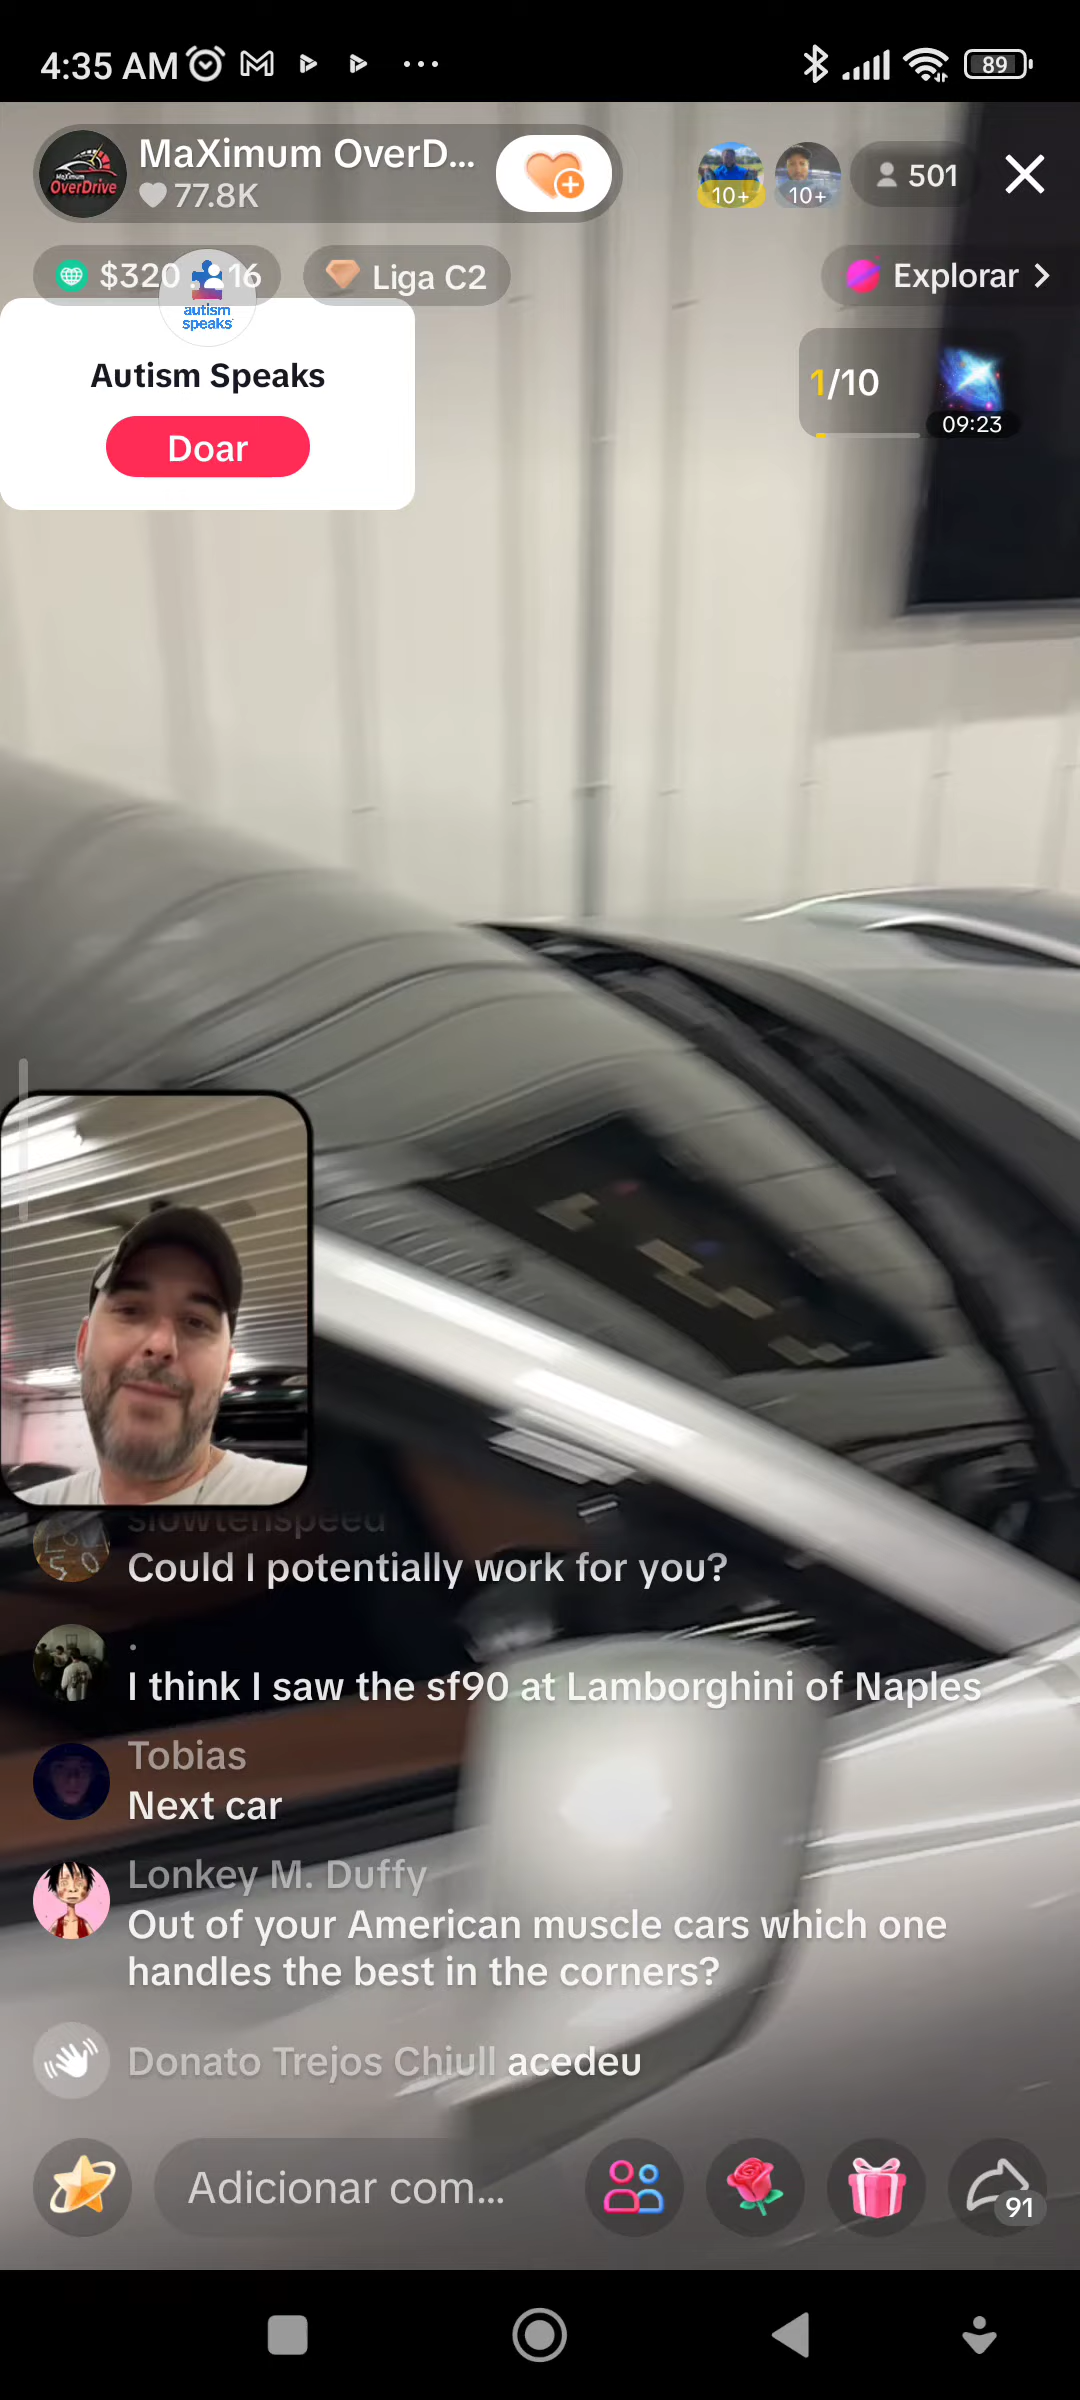 4:35 AM
89
MaXimum OverD...
77.8K
MaXimum
OverDrive
10+
10+
501
$320
16
Liga C2
Explorar
autism
speaks
Autism Speaks
Doar
1/10
09:23
slowtenspeed
Could I potentially work for you?
.
I think I saw the sf90 at Lamborghini of Naples
Tobias
Next car
Lonkey M. Duffy
Out of your American muscle cars which one
handles the best in the corners?
Donato Trejos Chiull acedeu
Adicionar com...
91